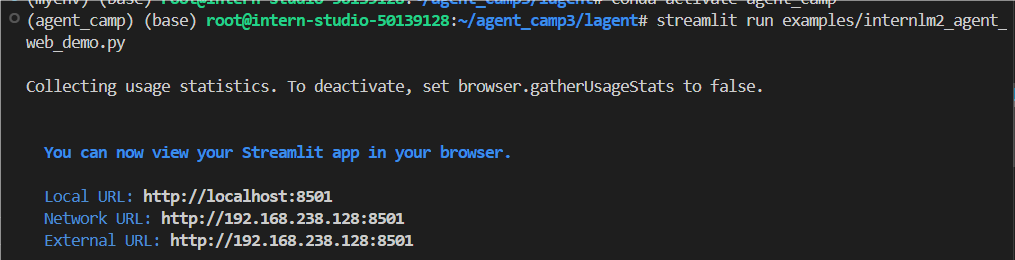 (myenv) (base) root@intern-studio-50139128:~/agent_camp3/lagent# conda activate agent_camp
(agent_camp) (base) root@intern-studio-50139128:~/agent_camp3/lagent# streamlit run examples/internlm2_agent_
web_demo.py
Collecting usage statistics. To deactivate, set browser.gatherUsageStats to false.
You can now view your Streamlit app in your browser.
Local URL: http://localhost:8501
Network URL: http://192.168.238.128:8501
External URL: http://192.168.238.128:8501